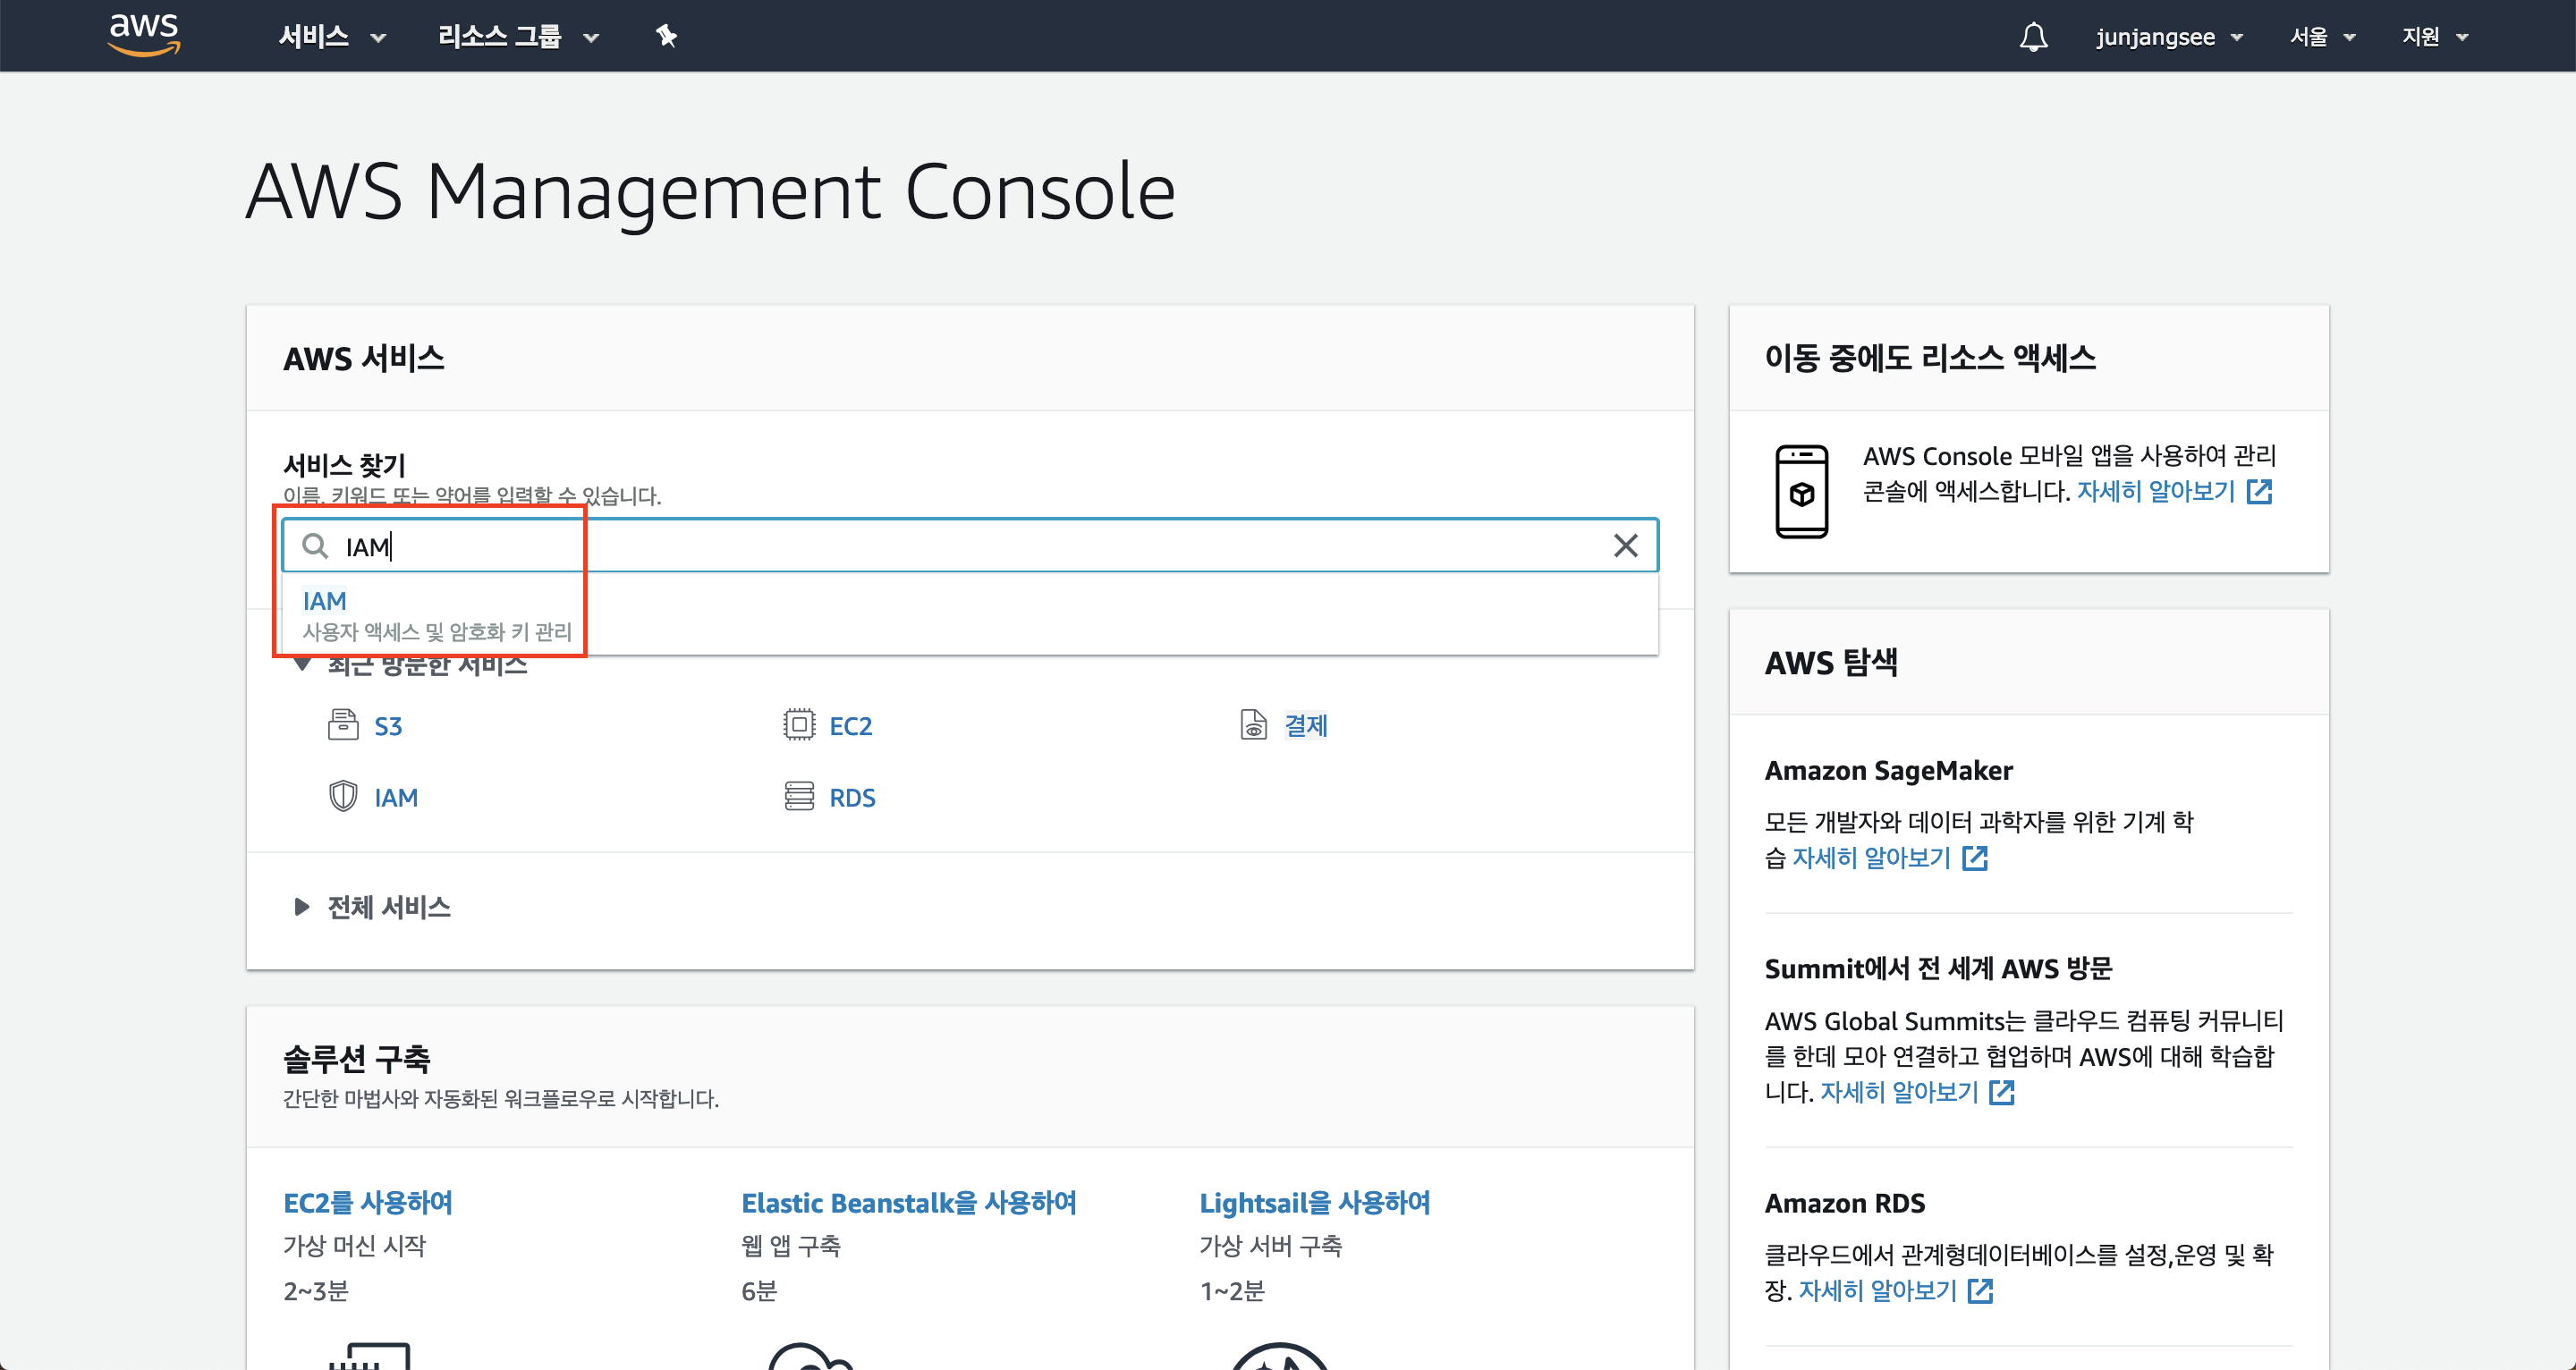 aws
서비스
리소스 그룹
junjangsee
서울
지원
AWS Management Console
AWS 서비스
서비스 찾기
이름, 키워드 또는 약어를 입력할 수 있습니다.
IAM
IAM
사용자 액세스 및 암호화 키 관리
최근 방문한 서비스
S3
EC2
결제
IAM
RDS
전체 서비스
솔루션 구축
간단한 마법사와 자동화된 워크플로우로 시작합니다.
EC2를 사용하여
가상 머신 시작
2~3분
Elastic Beanstalk을 사용하여
웹 앱 구축
6분
Lightsail을 사용하여
가상 서버 구축
1~2분
이동 중에도 리소스 액세스
AWS Console 모바일 앱을 사용하여 관리
콘솔에 액세스합니다. 자세히 알아보기
AWS 탐색
Amazon SageMaker
모든 개발자와 데이터 과학자를 위한 기계 학
습 자세히 알아보기
Summit에서 전 세계 AWS 방문
AWS Global Summits는 클라우드 컴퓨팅 커뮤니티
를 한데 모아 연결하고 협업하며 AWS에 대해 학습합
니다. 자세히 알아보기
Amazon RDS
클라우드에서 관계형데이터베이스를 설정,운영 및 확
장. 자세히 알아보기